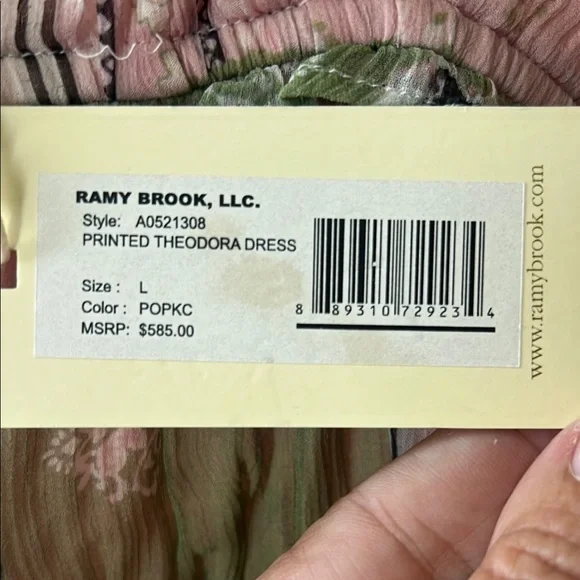 RAMY BROOK, LLC.
Style: A0521308
PRINTED THEODORA DRESS
Size : L
Color : POPKC
MSRP: $585.00
8 89310 72923 4
www.ramybrook.com